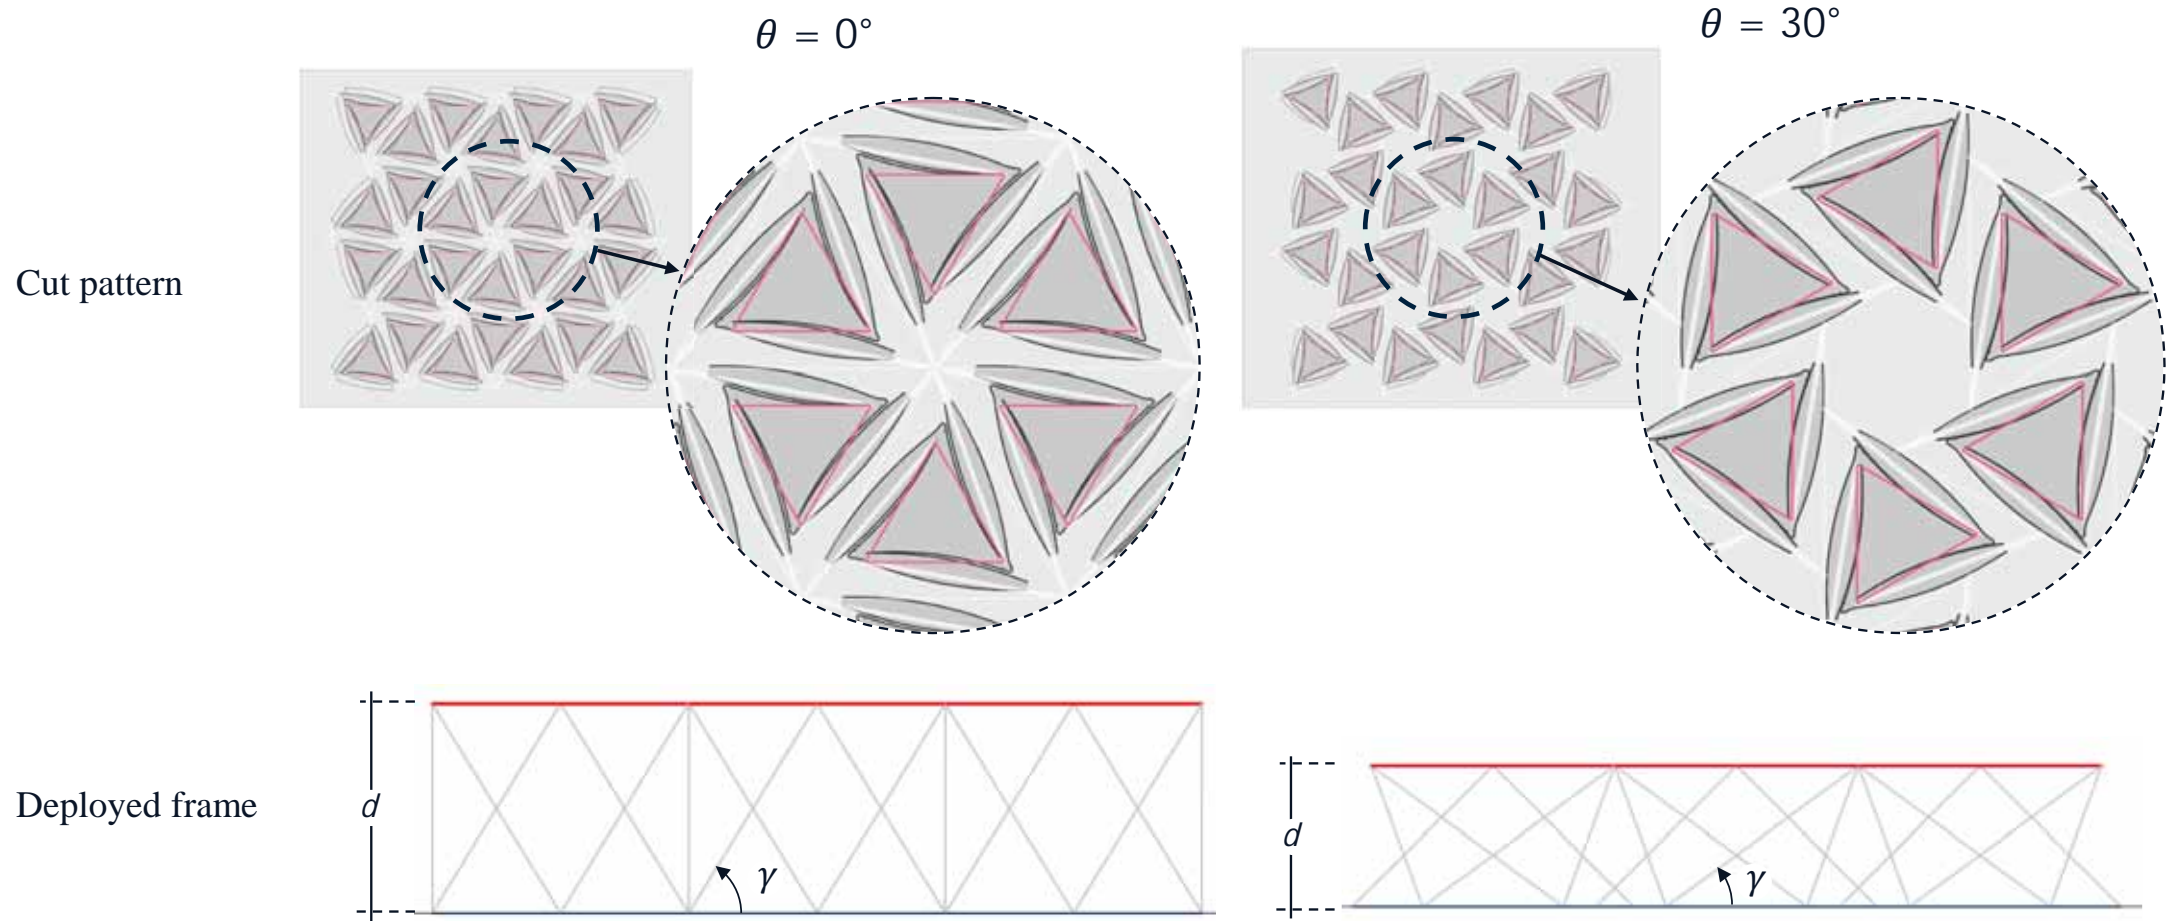 θ = 0°
θ = 30°
Cut pattern
Deployed frame
d
γ
d
γ